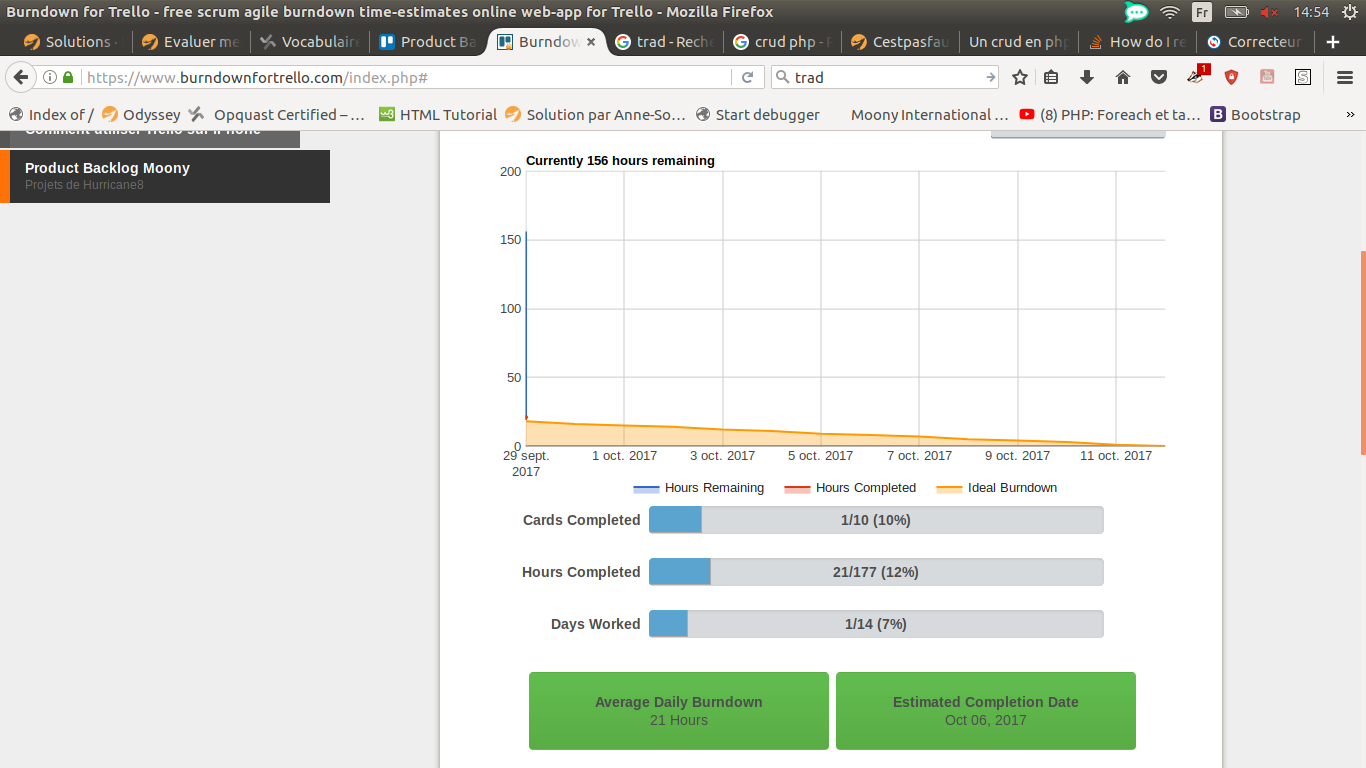 Burndown for Trello - free scrum agile burndown time-estimates online web-app for Trello - Mozilla Firefox
Fr
14:54
Solutions -
Evaluer me
Vocabulaire
Product Ba
Burndow
trad - Reche
crud php - R
Cestpasfau
Un crud en php
How do I re
Correcteur
https://www.burndownfortrello.com/index.php#
trad
1
S
Index of /
Odyssey
Opquast Certified – ...
HTML Tutorial
Solution par Anne-So...
Start debugger
Moony International ...
(8) PHP: Foreach et ta...
B
Bootstrap
»
Comment utiliser Trello sur iPhone
Product Backlog Moony
Projets de Hurricane8
Currently 156 hours remaining
200
150
100
50
0
29 sept. 2017
1 oct. 2017
3 oct. 2017
5 oct. 2017
7 oct. 2017
9 oct. 2017
11 oct. 2017
Hours Remaining
Hours Completed
Ideal Burndown
Cards Completed
1/10 (10%)
Hours Completed
21/177 (12%)
Days Worked
1/14 (7%)
Average Daily Burndown
21 Hours
Estimated Completion Date
Oct 06, 2017